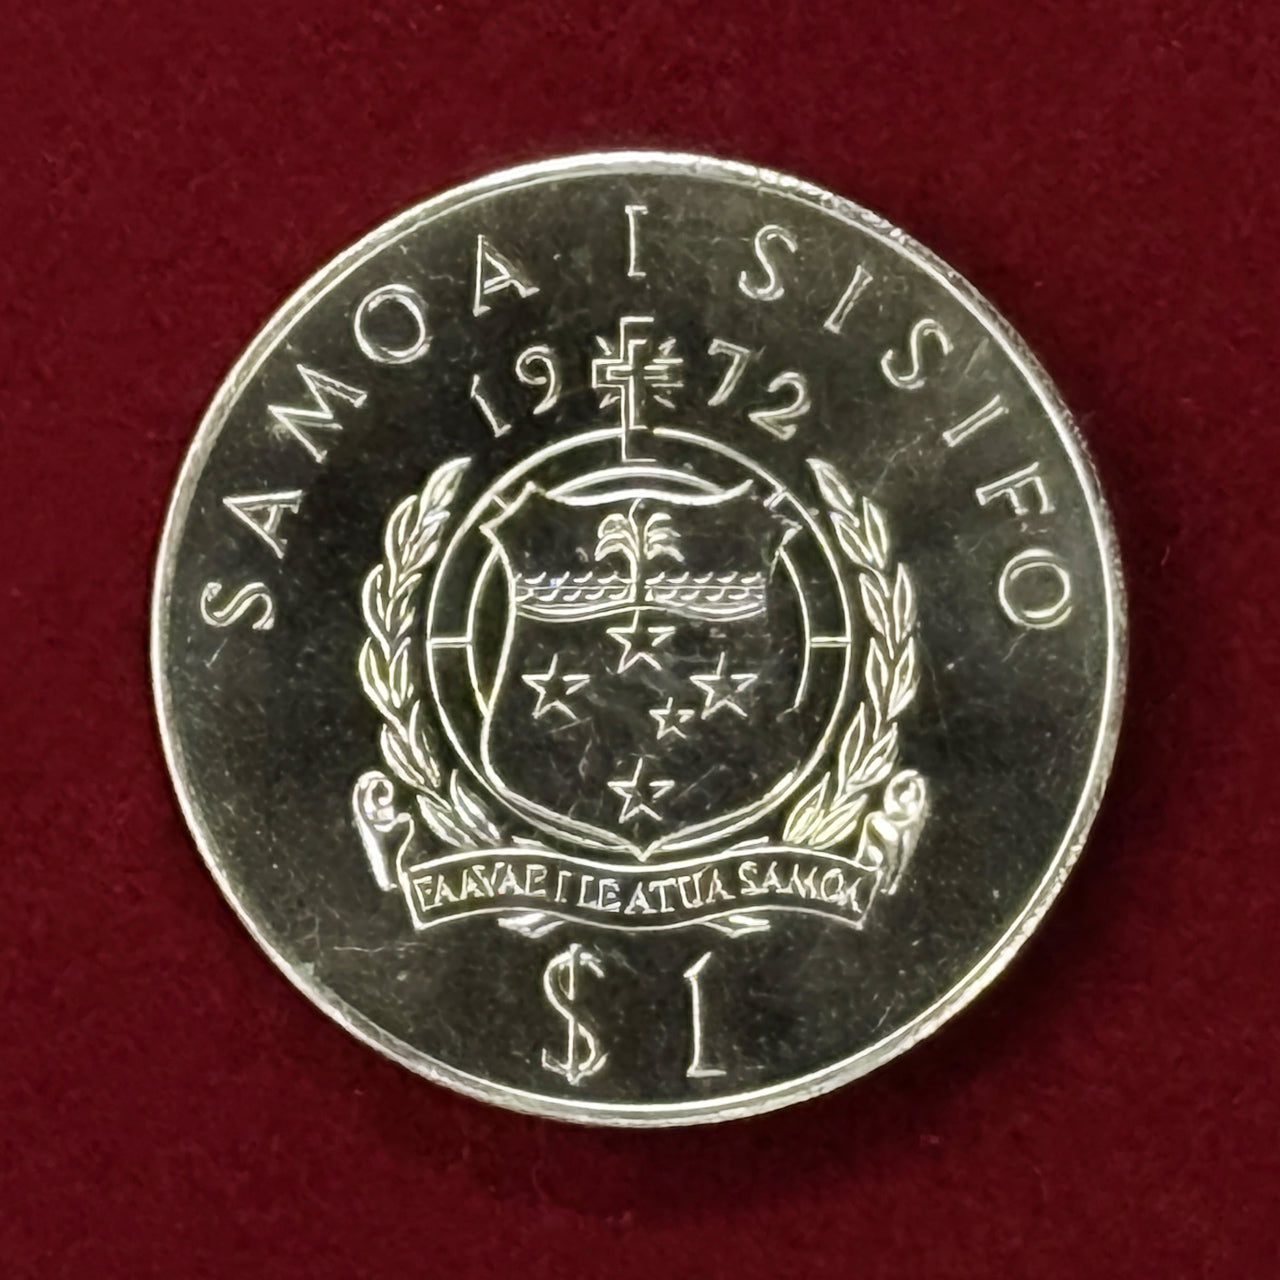 SAMOA I SISIFO
1972
FAAVAE I LE ATUA SAMOA
$ 1